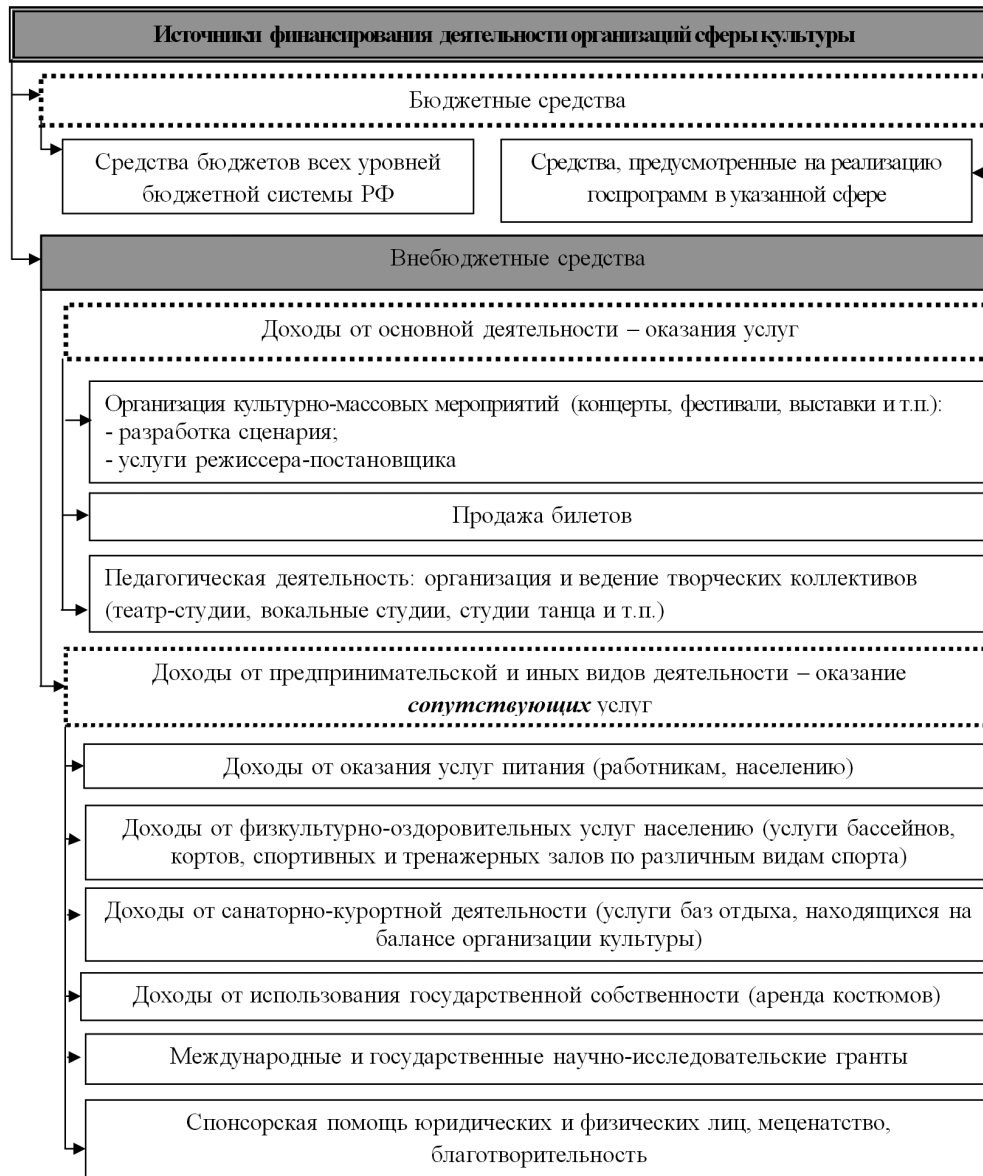 Источники финансирования деятельности организаций сферы культуры
Бюджетные средства
Средства бюджетов всех уровней
бюджетной системы РФ
Средства, предусмотренные на реализацию
госпрограмм в указанной сфере
Внебюджетные средства
Доходы от основной деятельности – оказания услуг
Организация культурно-массовых мероприятий (концерты, фестивали, выставки и т.п.):
- разработка сценария;
- услуги режиссера-постановщика
Продажа билетов
Педагогическая деятельность: организация и ведение творческих коллективов
(театр-студии, вокальные студии, студии танца и т.п.)
Доходы от предпринимательской и иных видов деятельности – оказание
сопутствующих услуг
Доходы от оказания услуг питания (работникам, населению)
Доходы от физкультурно-оздоровительных услуг населению (услуги бассейнов,
кортов, спортивных и тренажерных залов по различным видам спорта)
Доходы от санаторно-курортной деятельности (услуги баз отдыха, находящихся на
балансе организации культуры)
Доходы от использования государственной собственности (аренда костюмов)
Международные и государственные научно-исследовательские гранты
Спонсорская помощь юридических и физических лиц, меценатство,
благотворительность